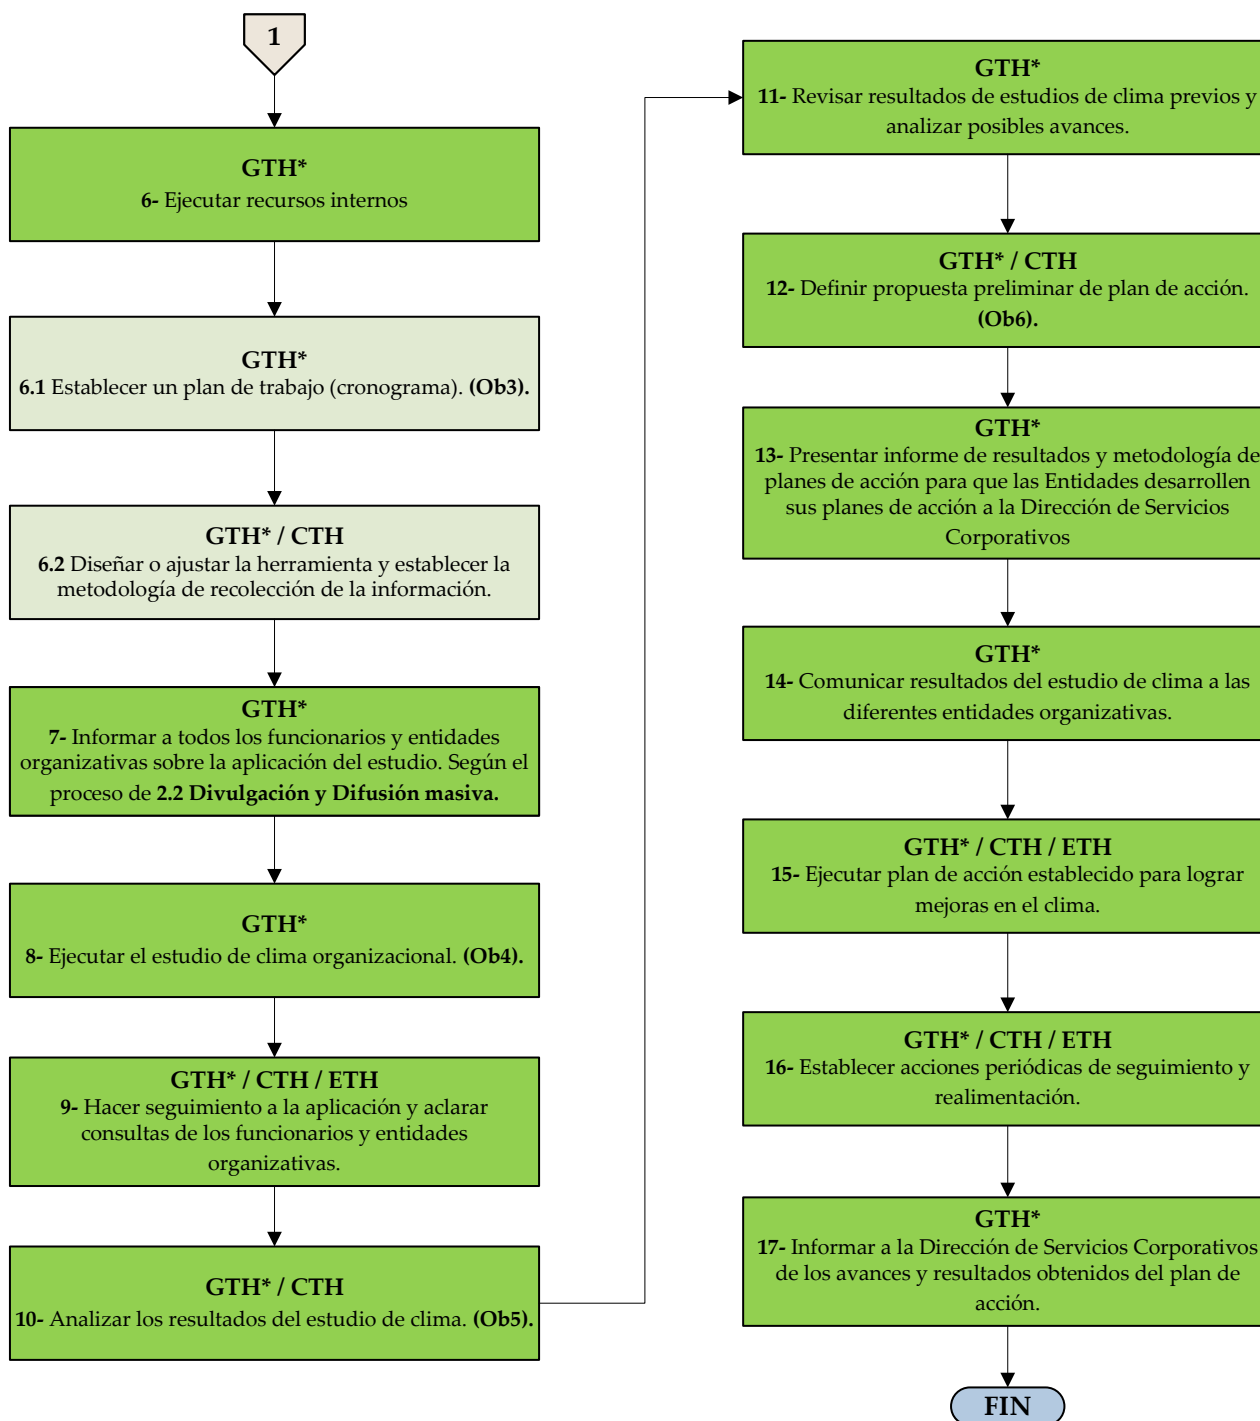 1
GTH*
6- Ejecutar recursos internos
GTH*
6.1 Establecer un plan de trabajo (cronograma). (Ob3).
GTH* / CTH
6.2 Diseñar o ajustar la herramienta y establecer la
metodología de recolección de la información.
GTH*
7- Informar a todos los funcionarios y entidades
organizativas sobre la aplicación del estudio. Según el
proceso de 2.2 Divulgación y Difusión masiva.
GTH*
8- Ejecutar el estudio de clima organizacional. (Ob4).
GTH* / CTH / ETH
9- Hacer seguimiento a la aplicación y aclarar
consultas de los funcionarios y entidades
organizativas.
GTH* / CTH
10- Analizar los resultados del estudio de clima. (Ob5).
GTH*
11- Revisar resultados de estudios de clima previos y
analizar posibles avances.
GTH* / CTH
12- Definir propuesta preliminar de plan de acción.
(Ob6).
GTH*
13- Presentar informe de resultados y metodología de
planes de acción para que las Entidades desarrollen
sus planes de acción a la Dirección de Servicios
Corporativos
GTH*
14- Comunicar resultados del estudio de clima a las
diferentes entidades organizativas.
GTH* / CTH / ETH
15- Ejecutar plan de acción establecido para lograr
mejoras en el clima.
GTH* / CTH / ETH
16- Establecer acciones periódicas de seguimiento y
realimentación.
GTH*
17- Informar a la Dirección de Servicios Corporativos
de los avances y resultados obtenidos del plan de
acción.
FIN